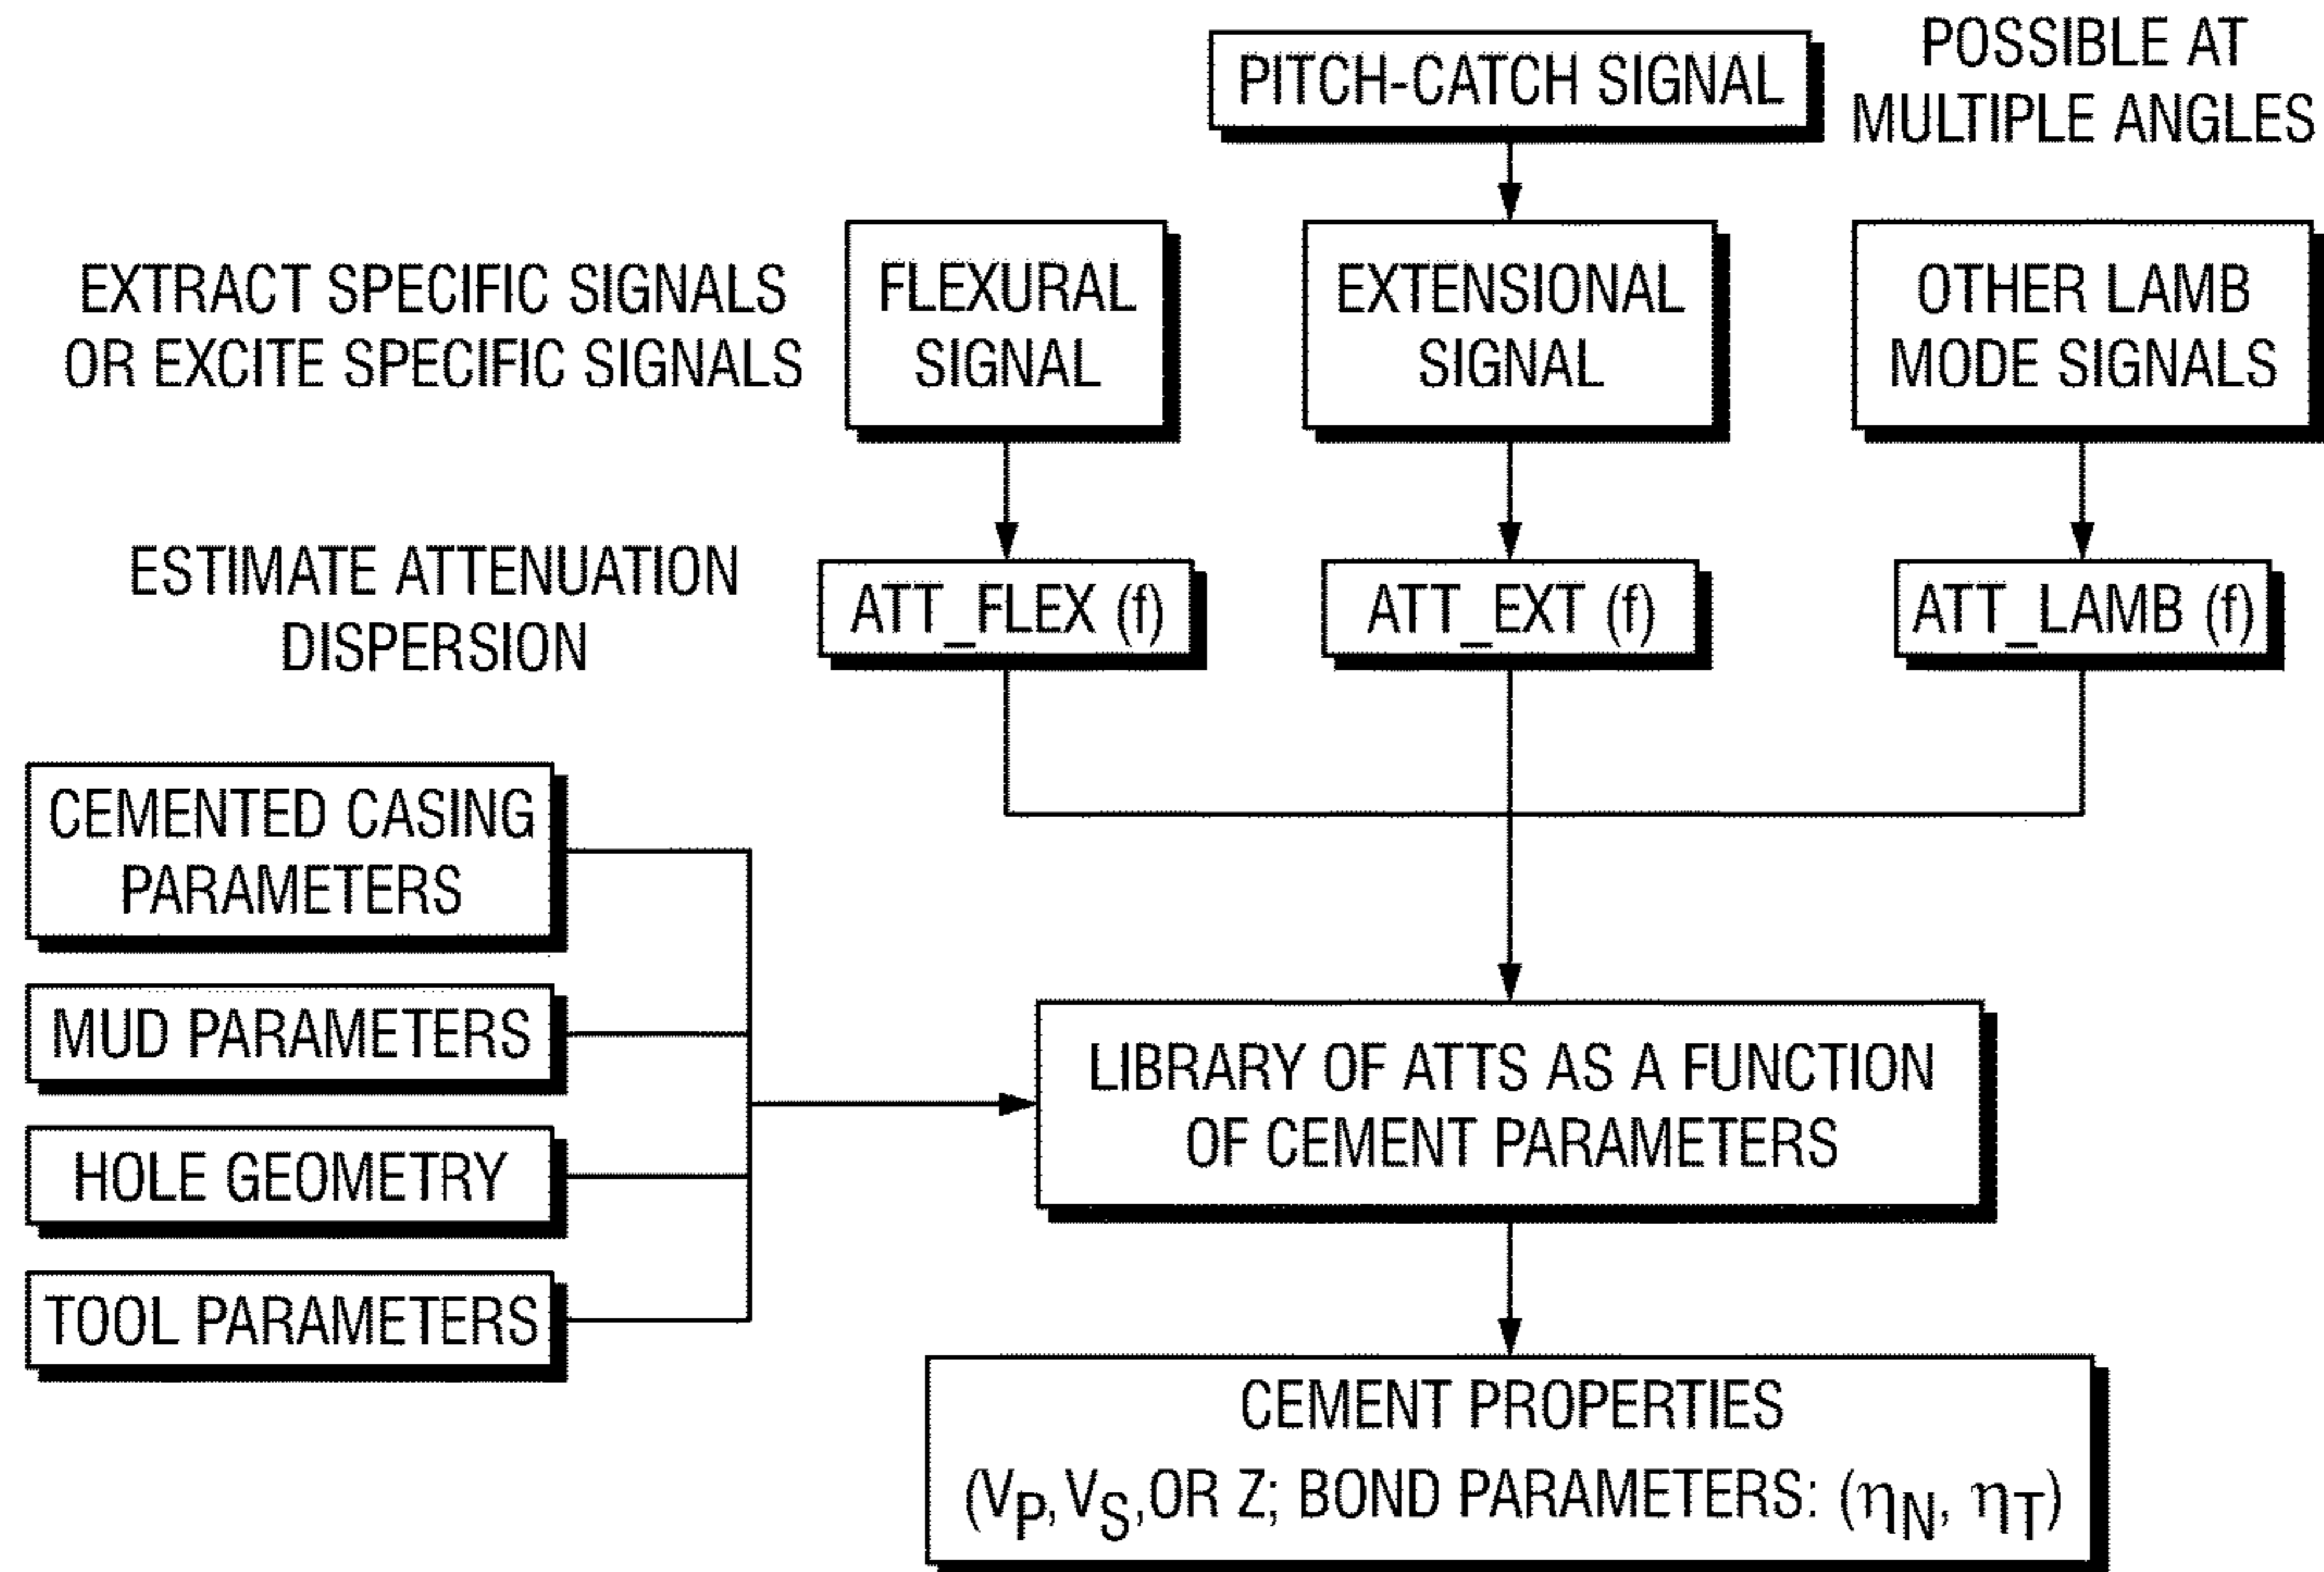 PITCH-CATCH SIGNAL
POSSIBLE AT
MULTIPLE ANGLES
EXTRACT SPECIFIC SIGNALS
OR EXCITE SPECIFIC SIGNALS
FLEXURAL
SIGNAL
EXTENSIONAL
SIGNAL
OTHER LAMB
MODE SIGNALS
ESTIMATE ATTENUATION
DISPERSION
ATT_FLEX (f)
ATT_EXT (f)
ATT_LAMB (f)
CEMENTED CASING
PARAMETERS
MUD PARAMETERS
HOLE GEOMETRY
TOOL PARAMETERS
LIBRARY OF ATTS AS A FUNCTION
OF CEMENT PARAMETERS
CEMENT PROPERTIES
(VP, VS,OR Z; BOND PARAMETERS: (ηN, ηT)